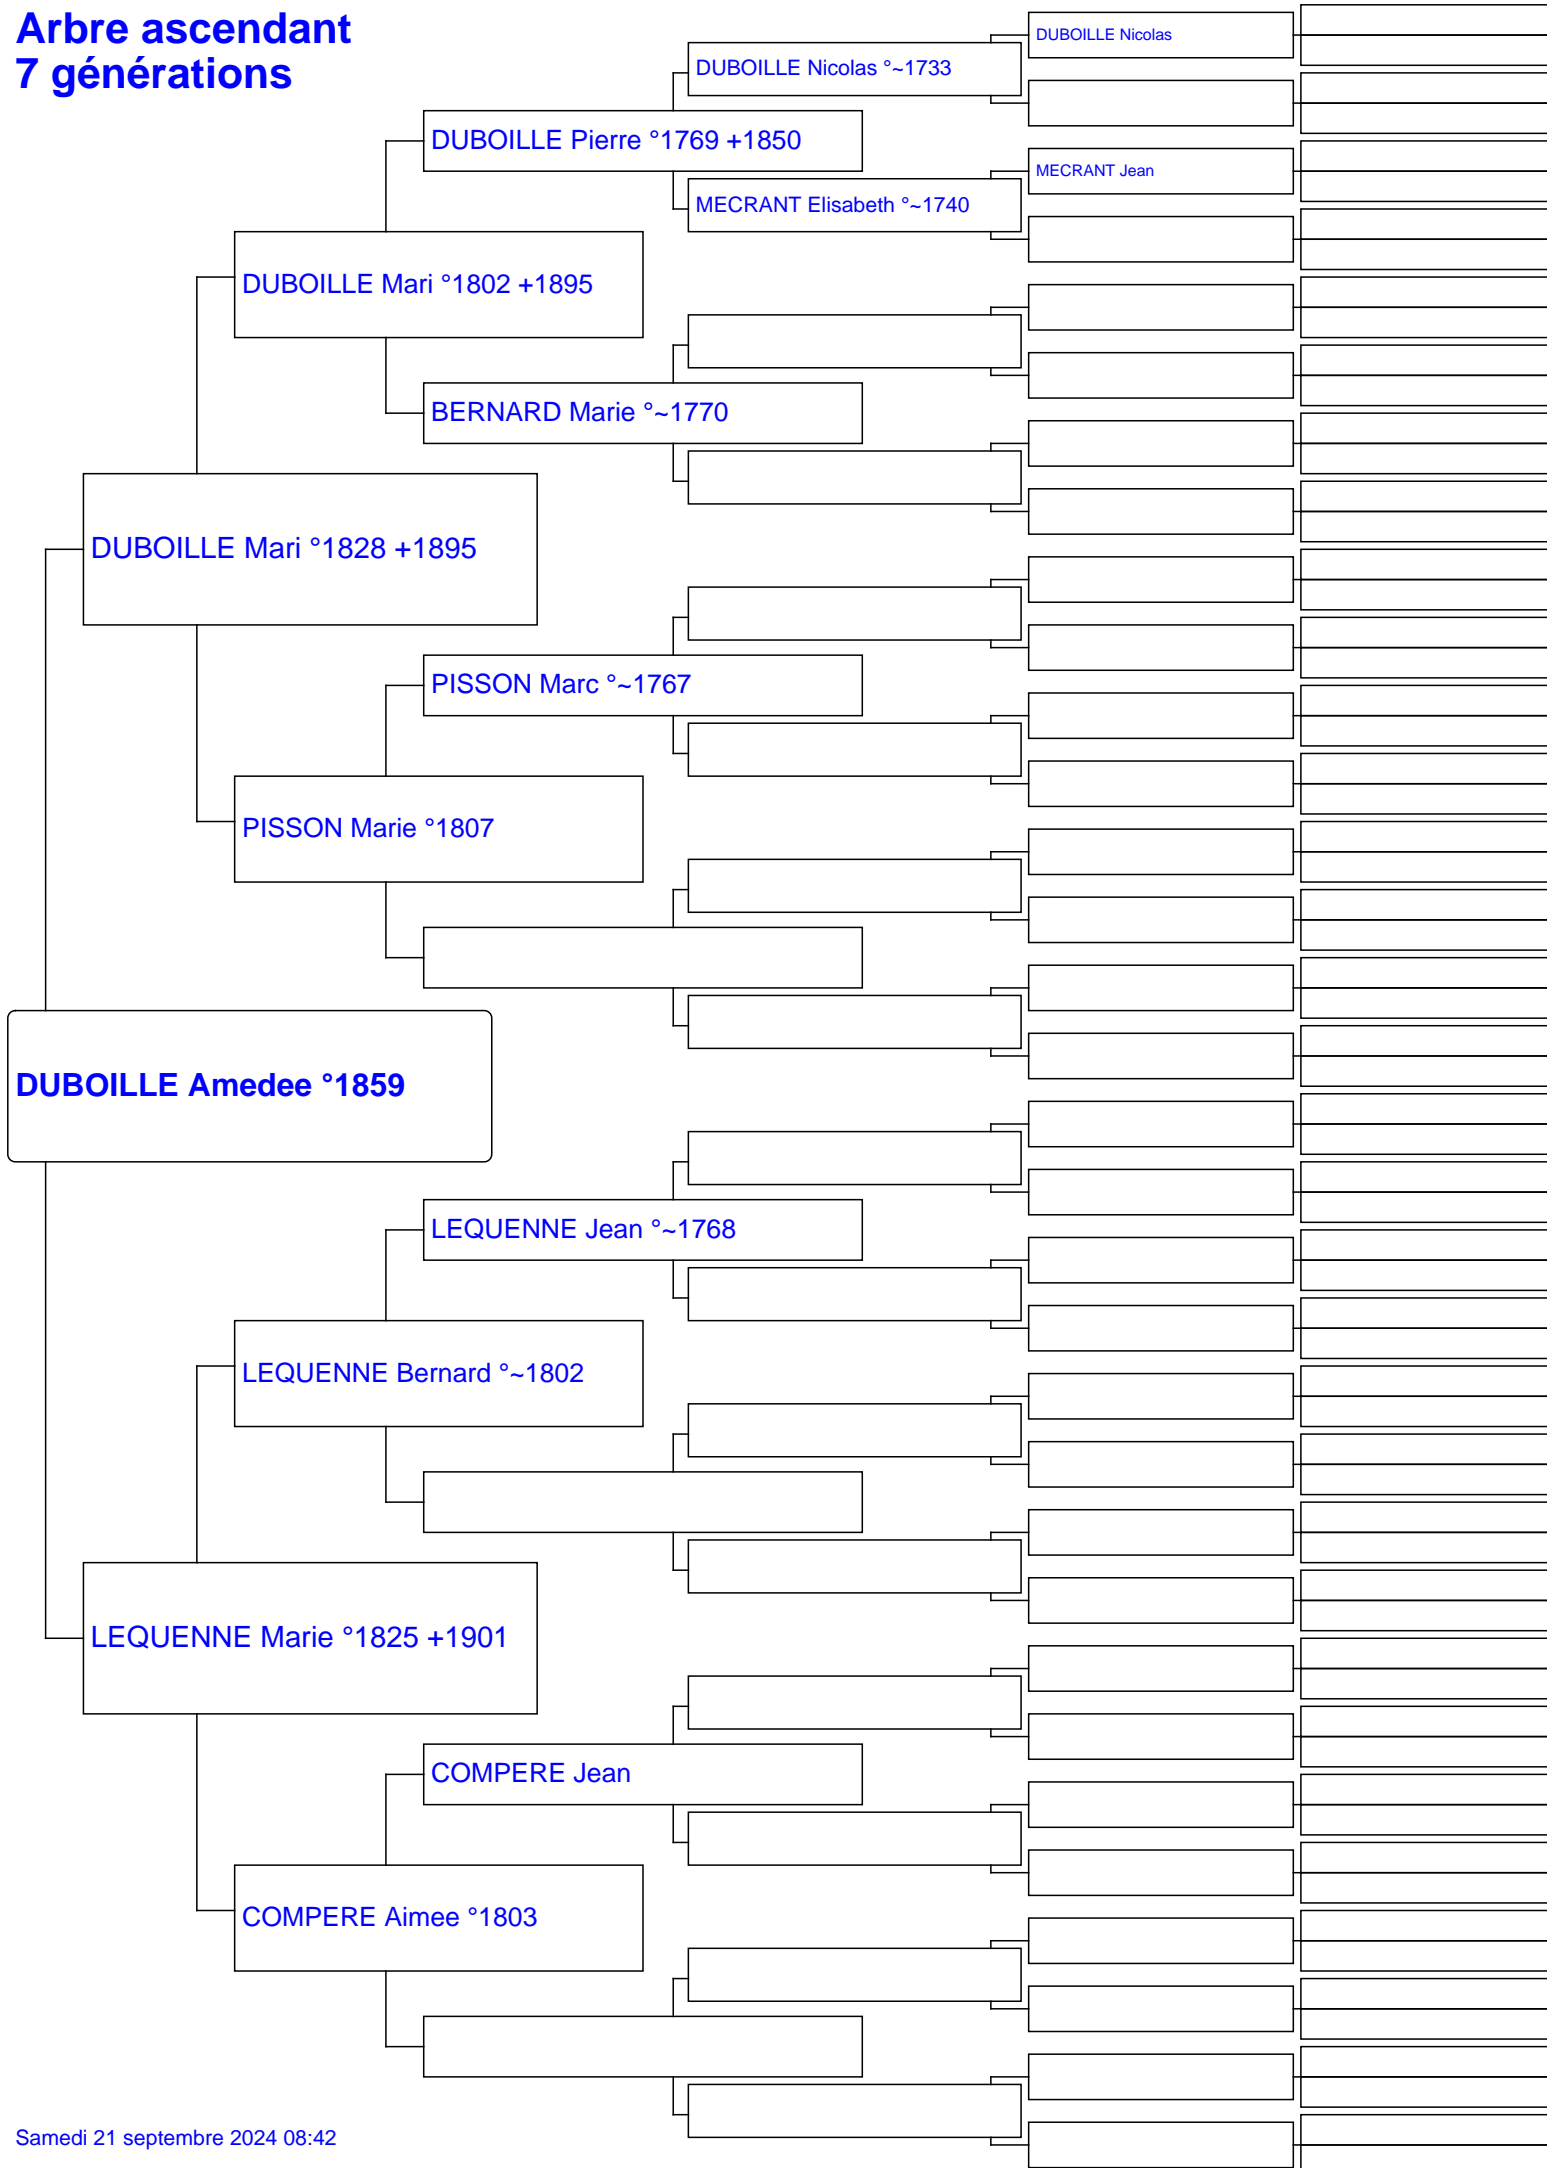 Arbre ascendant
7 générations
DUBOILLE Nicolas
DUBOILLE Nicolas °~1733
DUBOILLE Pierre °1769 +1850
MECRANT Jean
MECRANT Elisabeth °~1740
DUBOILLE Mari °1802 +1895
BERNARD Marie °~1770
DUBOILLE Mari °1828 +1895
PISSON Marc °~1767
PISSON Marie °1807
DUBOILLE Amedee °1859
LEQUENNE Jean °~1768
LEQUENNE Bernard °~1802
LEQUENNE Marie °1825 +1901
COMPERE Jean
COMPERE Aimee °1803
Samedi 21 septembre 2024 08:42